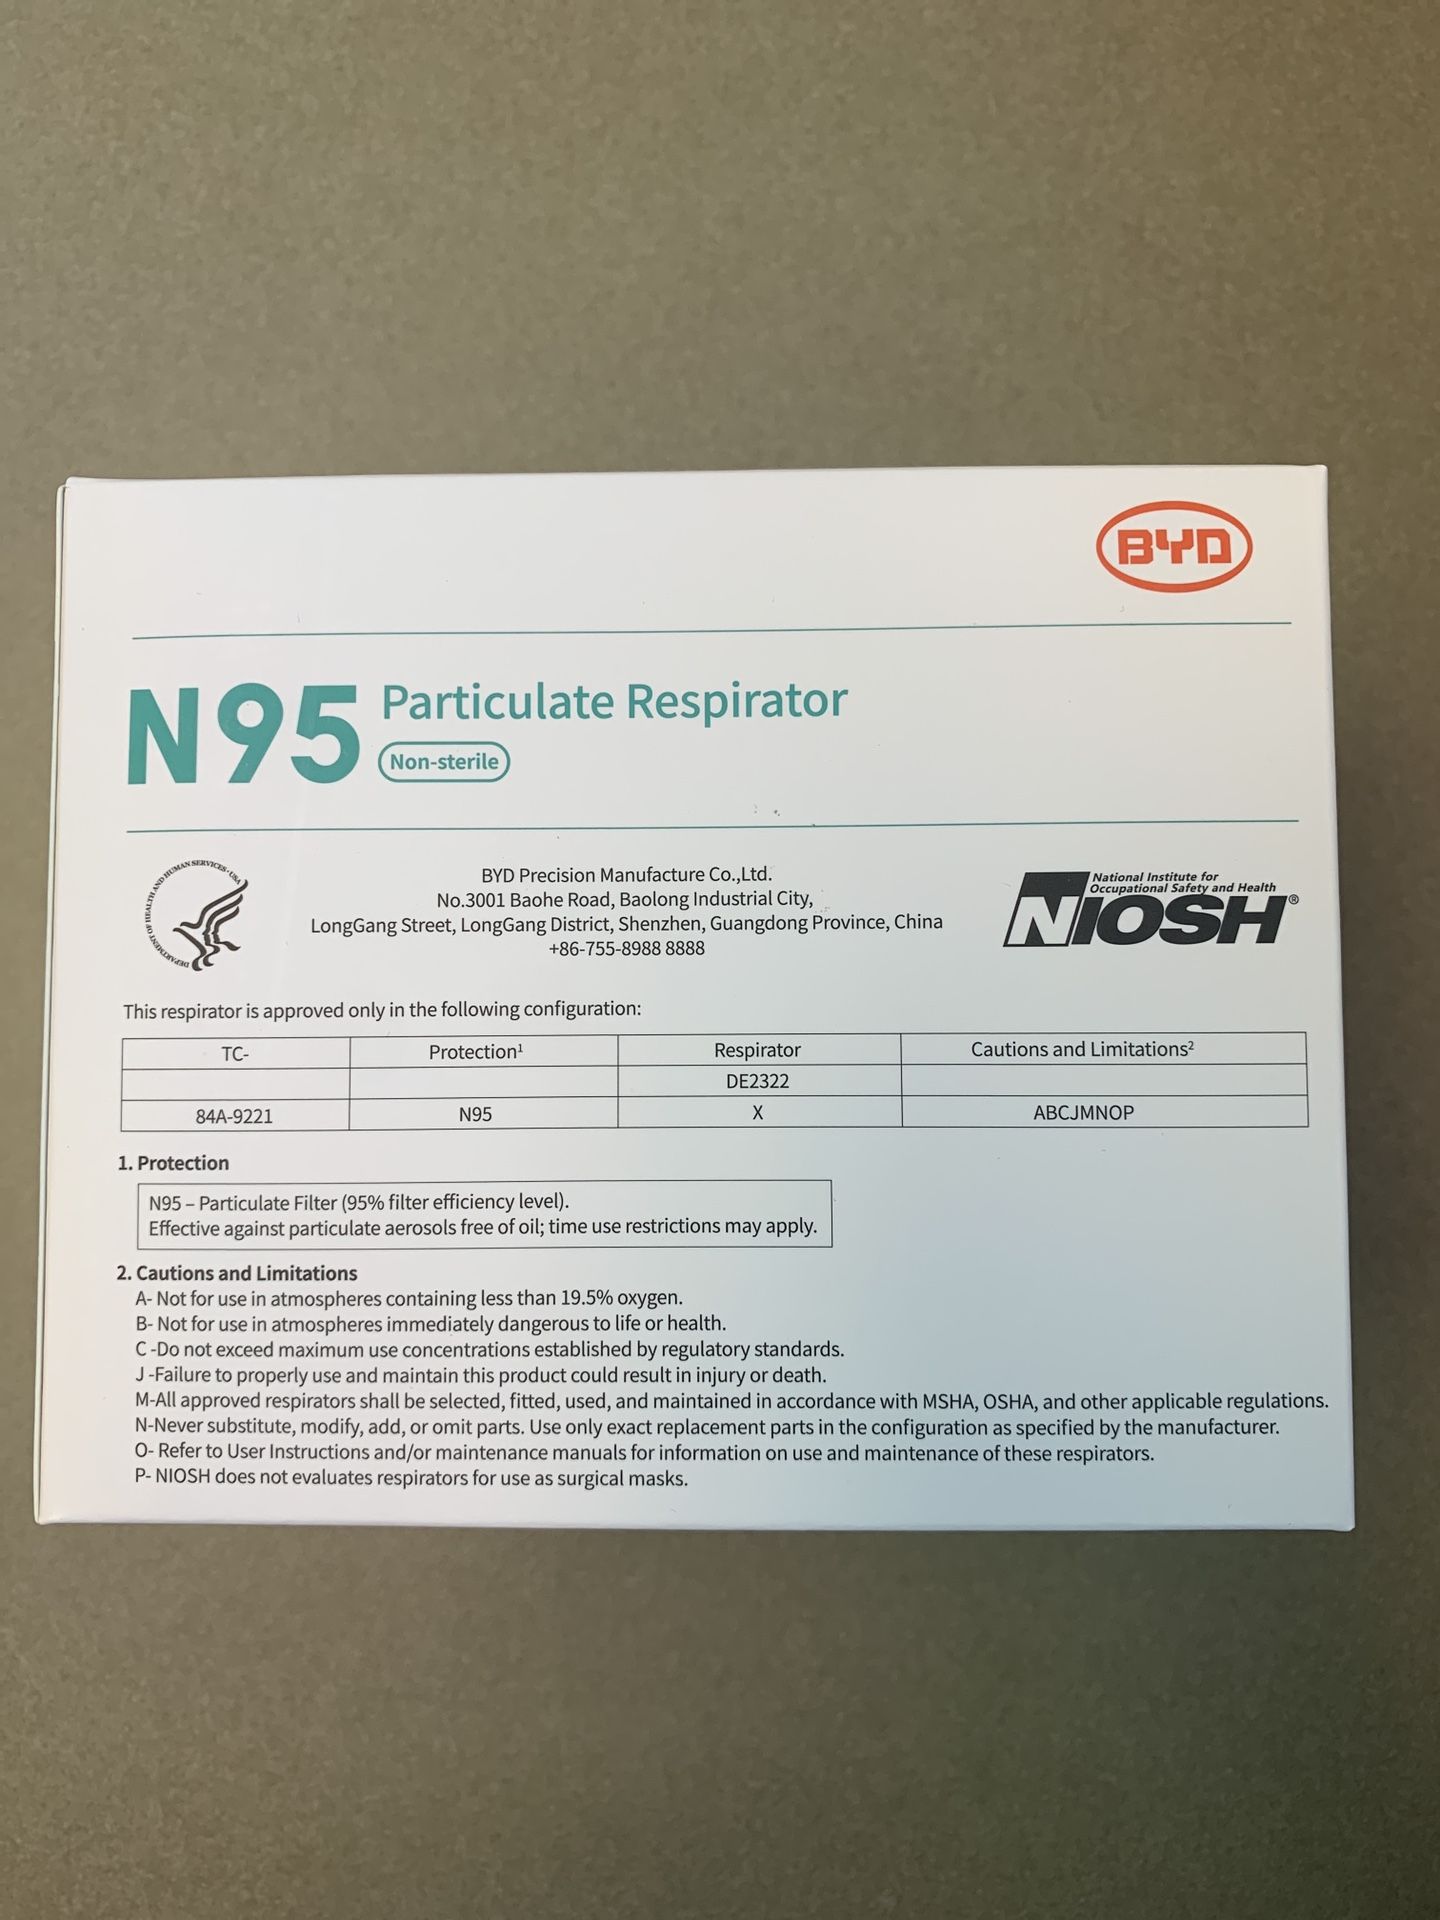 BYD
N95 Particulate Respirator
Non-sterile
DEPARTMENT OF HEALTH AND HUMAN SERVICES • USA
BYD Precision Manufacture Co.,Ltd.
No.3001 Baohe Road, Baolong Industrial City,
LongGang Street, LongGang District, Shenzhen, Guangdong Province, China
+86-755-8988 8888
National Institute for
Occupational Safety and Health
NIOSH®
This respirator is approved only in the following configuration:
TC- Protection¹ Respirator Cautions and Limitations²
DE2322
84A-9221 N95 X ABCJMNOP
1. Protection
N95 – Particulate Filter (95% filter efficiency level).
Effective against particulate aerosols free of oil; time use restrictions may apply.
2. Cautions and Limitations
A- Not for use in atmospheres containing less than 19.5% oxygen.
B- Not for use in atmospheres immediately dangerous to life or health.
C -Do not exceed maximum use concentrations established by regulatory standards.
J -Failure to properly use and maintain this product could result in injury or death.
M-All approved respirators shall be selected, fitted, used, and maintained in accordance with MSHA, OSHA, and other applicable regulations.
N-Never substitute, modify, add, or omit parts. Use only exact replacement parts in the configuration as specified by the manufacturer.
O- Refer to User Instructions and/or maintenance manuals for information on use and maintenance of these respirators.
P- NIOSH does not evaluates respirators for use as surgical masks.